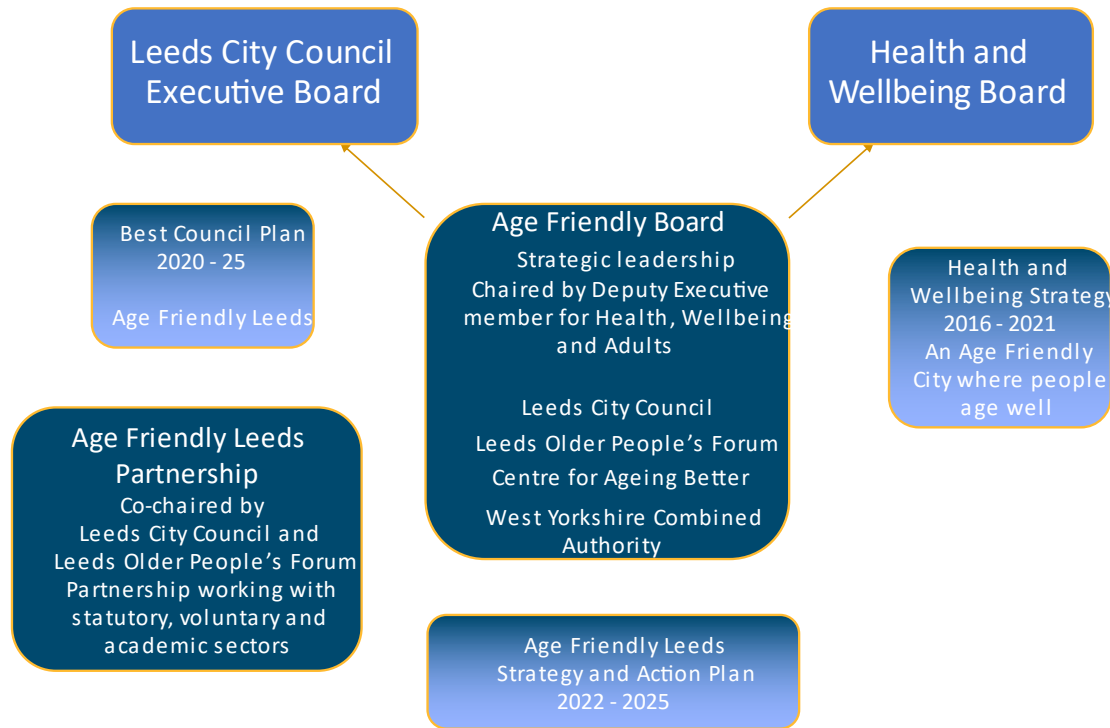 Leeds City Council
Executive Board
Health and
Wellbeing Board
Best Council Plan
2020 - 25
Age Friendly Leeds
Age Friendly Board
Strategic leadership
Chaired by Deputy Executive
member for Health, Wellbeing
and Adults
Leeds City Council
Leeds Older People’s Forum
Centre for Ageing Better
West Yorkshire Combined
Authority
Health and
Wellbeing Strategy
2016 - 2021
An Age Friendly
City where people
age well
Age Friendly Leeds
Partnership
Co-chaired by
Leeds City Council and
Leeds Older People’s Forum
Partnership working with
statutory, voluntary and
academic sectors
Age Friendly Leeds
Strategy and Action Plan
2022 - 2025